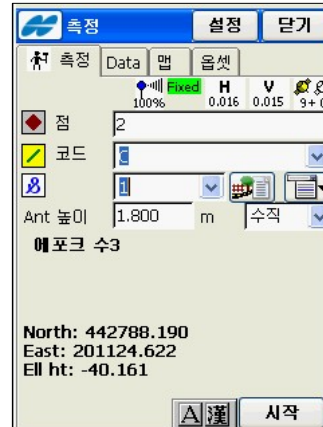 측정 설정 닫기
측정 Data 맵 옵셋
Fixed H V
100% 0.016 0.015 9+
점 2
코드 C
1
Ant 높이 1.800 m 수직
에포크 수3
North: 442788.190
East: 201124.622
Ell ht: -40.161
A 漢 시작